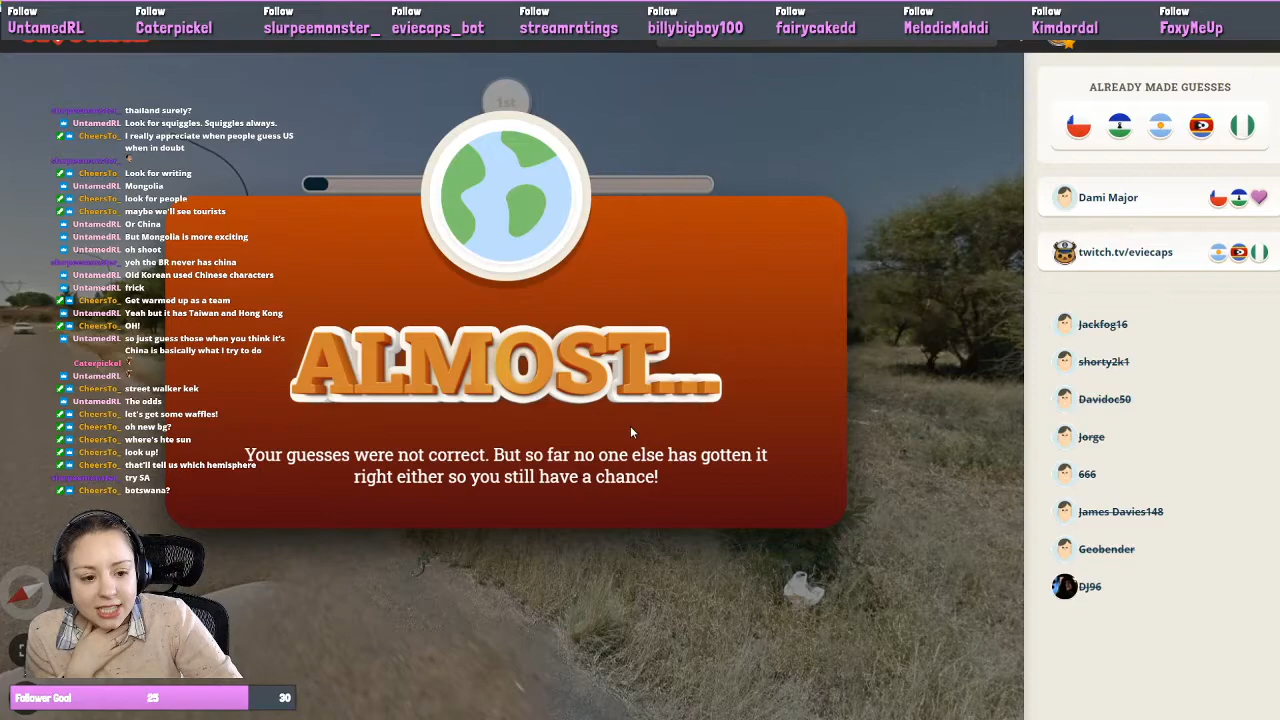 Follow
UntamedRL
Follow
Caterpickel
Follow
slurpeemonster_
Follow
eviecaps_bot
Follow
streamratings
Follow
billybigboy100
Follow
fairycakedd
Follow
MeladicMahdi
Follow
Kimdordal
Follow
FoxyMeUp
1st
slurpeemonster_ thailand surely?
UntamedRL Look for squiggles. Squiggles always.
CheersTo_ I really appreciate when people guess US
when in doubt
slurpeemonster_
CheersTo_ Look for writing
UntamedRL Mongolia
CheersTo_ look for people
CheersTo_ maybe we'll see tourists
UntamedRL Or China
UntamedRL But Mongolia is more exciting
UntamedRL oh shoot
slurpeemonster_ yeh the BR never has china
UntamedRL Old Korean used Chinese characters
UntamedRL frick
CheersTo_ Get warmed up as a team
UntamedRL Yeah but it has Taiwan and Hong Kong
CheersTo_ OH!
UntamedRL so just guess those when you think it's
China is basically what I try to do
Caterpickel
UntamedRL
CheersTo_ street walker kek
UntamedRL The odds
CheersTo_ let's get some waffles!
CheersTo_ oh new bg?
CheersTo_ where's hte sun
CheersTo_ look up!
CheersTo_ that'll tell us which hemisphere
slurpeemonster_ try SA
CheersTo_ botswana?
ALMOST...
Your guesses were not correct. But so far no one else has gotten it
right either so you still have a chance!
ALREADY MADE GUESSES
Dami Major
twitch.tv/eviecaps
Jackfog16
shorty2k1
Davidoc50
Jorge
666
James Davies148
Geobender
DJ96
Follower Goal 25 30